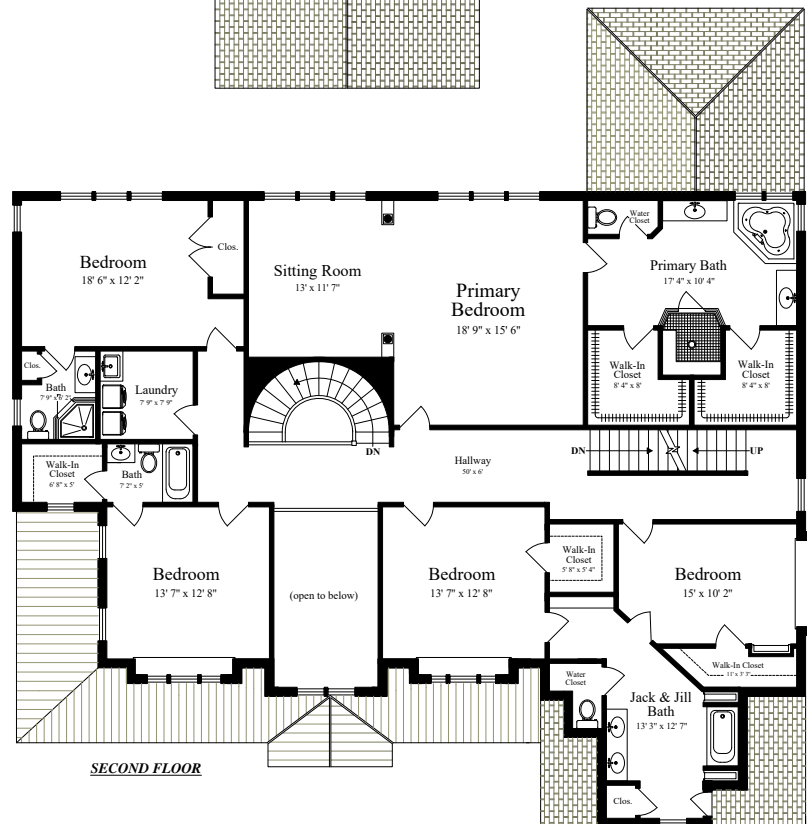 Water
Closet
Bedroom
18' 6" x 12' 2"
Clos.
Sitting Room
13' x 11' 7"
Primary
Bedroom
18' 9" x 15' 6"
Primary Bath
17' 4" x 10' 4"
Clos.
Bath
7' 9" x 6' 2"
Laundry
7' 9" x 7' 9"
Walk-In
Closet
8' 4" x 8'
Walk-In
Closet
8' 4" x 8'
DN
Hallway
50' x 6'
DN
UP
Walk-In
Closet
6' 8" x 5'
Bath
7' 2" x 5'
Bedroom
13' 7" x 12' 8"
(open to below)
Bedroom
13' 7" x 12' 8"
Walk-In
Closet
5' 8" x 5' 4"
Bedroom
15' x 10' 2"
Walk-In Closet
Water
Closet
Jack & Jill
Bath
13' 3" x 12' 7"
SECOND FLOOR
Clos.